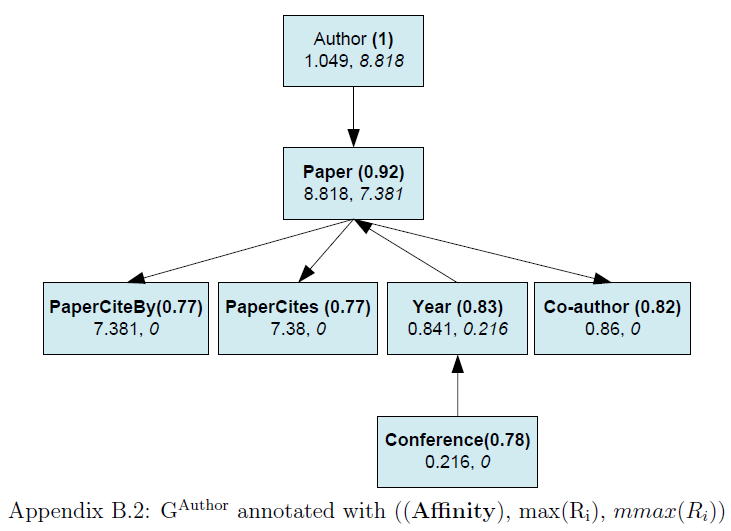 Author (1)
1.049, 8.818
Paper (0.92)
8.818, 7.381
PaperCiteBy(0.77)
7.381, 0
PaperCites (0.77)
7.38, 0
Year (0.83)
0.841, 0.216
Co-author (0.82)
0.86, 0
Conference(0.78)
0.216, 0
Appendix B.2: G^Author annotated with ((Affinity), max(R_i), mmax(R_i))